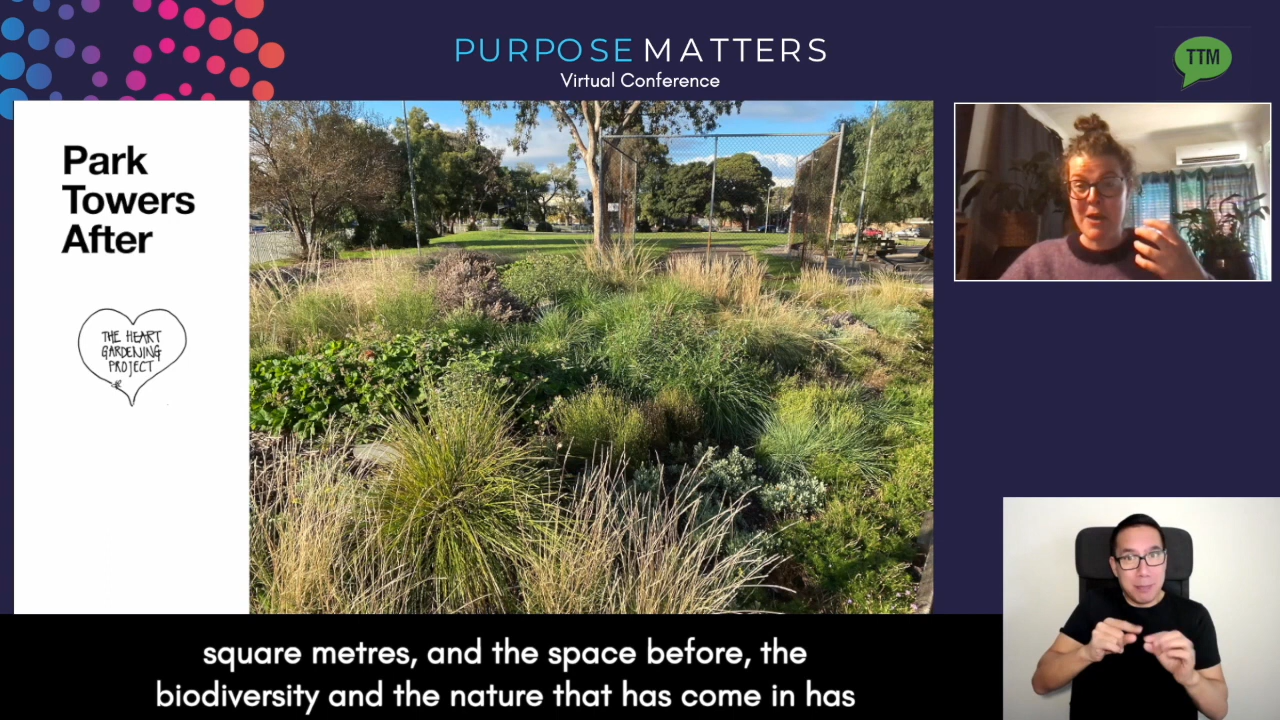 PURPOSE MATTERS
Virtual Conference
TTM
Park
Towers
After
THE HEART
GARDENING
PROJECT
square metres, and the space before, the
biodiversity and the nature that has come in has